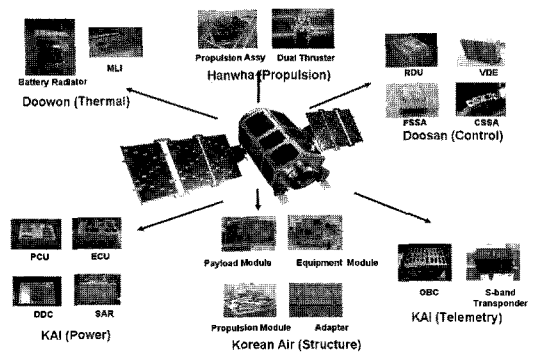 Battery Radiator
MLI
Doowon (Thermal)
Propulsion Assy
Dual Thruster
Hanwha (Propulsion)
RDU
VDE
FSSA
CSSA
Doosan (Control)
PCU
ECU
DDC
SAR
KAI (Power)
Payload Module
Equipment Module
Propulsion Module
Adapter
Korean Air (Structure)
OBC
S-band
Transponder
KAI (Telemetry)